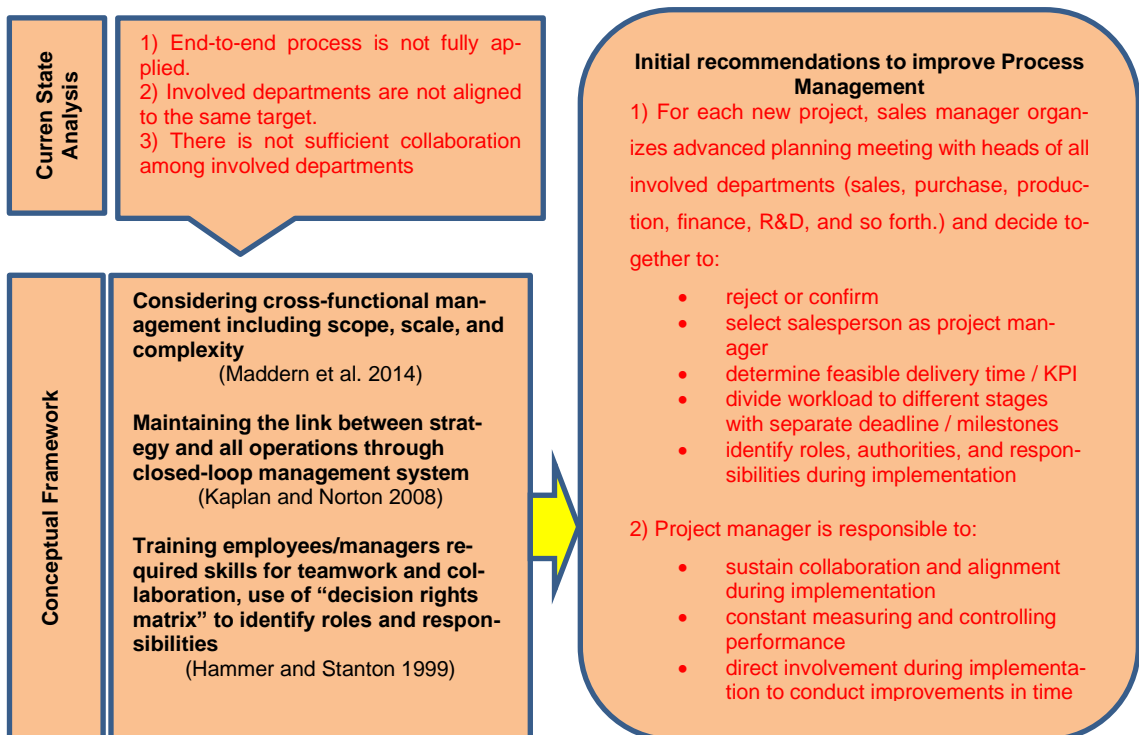 Curren State
Analysis
1) End-to-end process is not fully ap-
plied.
2) Involved departments are not aligned
to the same target.
3) There is not sufficient collaboration
among involved departments
Conceptual Framework
Considering cross-functional man-
agement including scope, scale, and
complexity
(Maddern et al. 2014)
Maintaining the link between strat-
egy and all operations through
closed-loop management system
(Kaplan and Norton 2008)
Training employees/managers re-
quired skills for teamwork and col-
laboration, use of “decision rights
matrix” to identify roles and respon-
sibilities
(Hammer and Stanton 1999)
Initial recommendations to improve Process
Management
1) For each new project, sales manager organ-
izes advanced planning meeting with heads of all
involved departments (sales, purchase, produc-
tion, finance, R&D, and so forth.) and decide to-
gether to:
• reject or confirm
• select salesperson as project man-
ager
• determine feasible delivery time / KPI
• divide workload to different stages
with separate deadline / milestones
• identify roles, authorities, and respon-
sibilities during implementation
2) Project manager is responsible to:
• sustain collaboration and alignment
during implementation
• constant measuring and controlling
performance
• direct involvement during implementa-
tion to conduct improvements in time